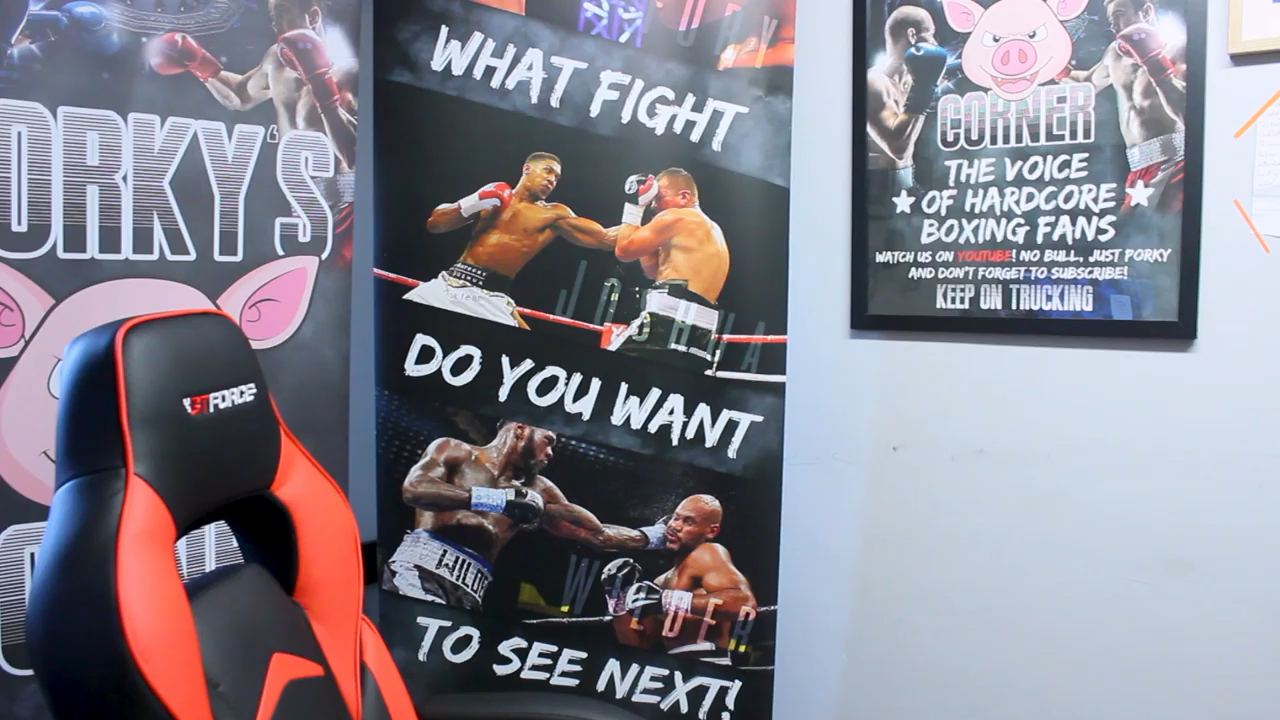 ORKY'S
GTFORCE
WHAT FIGHT
JOSHUA
DO YOU WANT
WILDER
TO SEE NEXT!
CORNER
THE VOICE
OF HARDCORE
BOXING FANS
WATCH US ON YOUTUBE! NO BULL, JUST PORKY
AND DON'T FORGET TO SUBSCRIBE!
KEEP ON TRUCKING